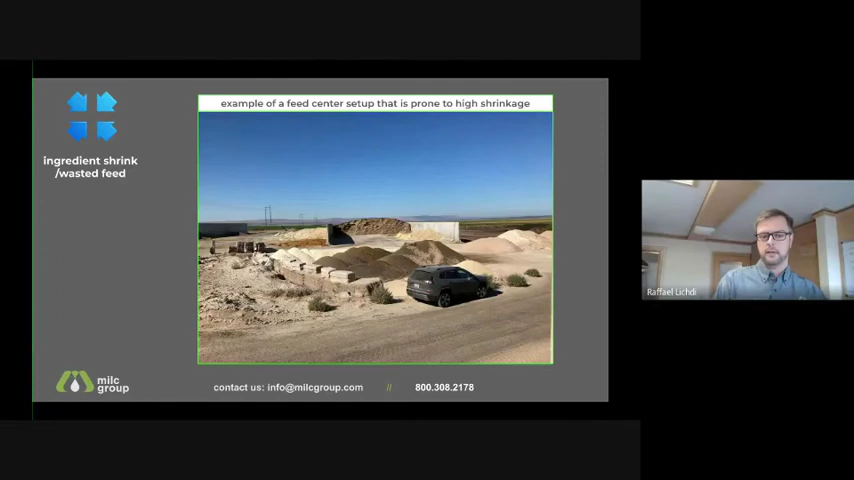 example of a feed center setup that is prone to high shrinkage
ingredient shrink
/wasted feed
Raffael Lichdi
milc
group
contact us: info@milcgroup.com // 800.308.2178